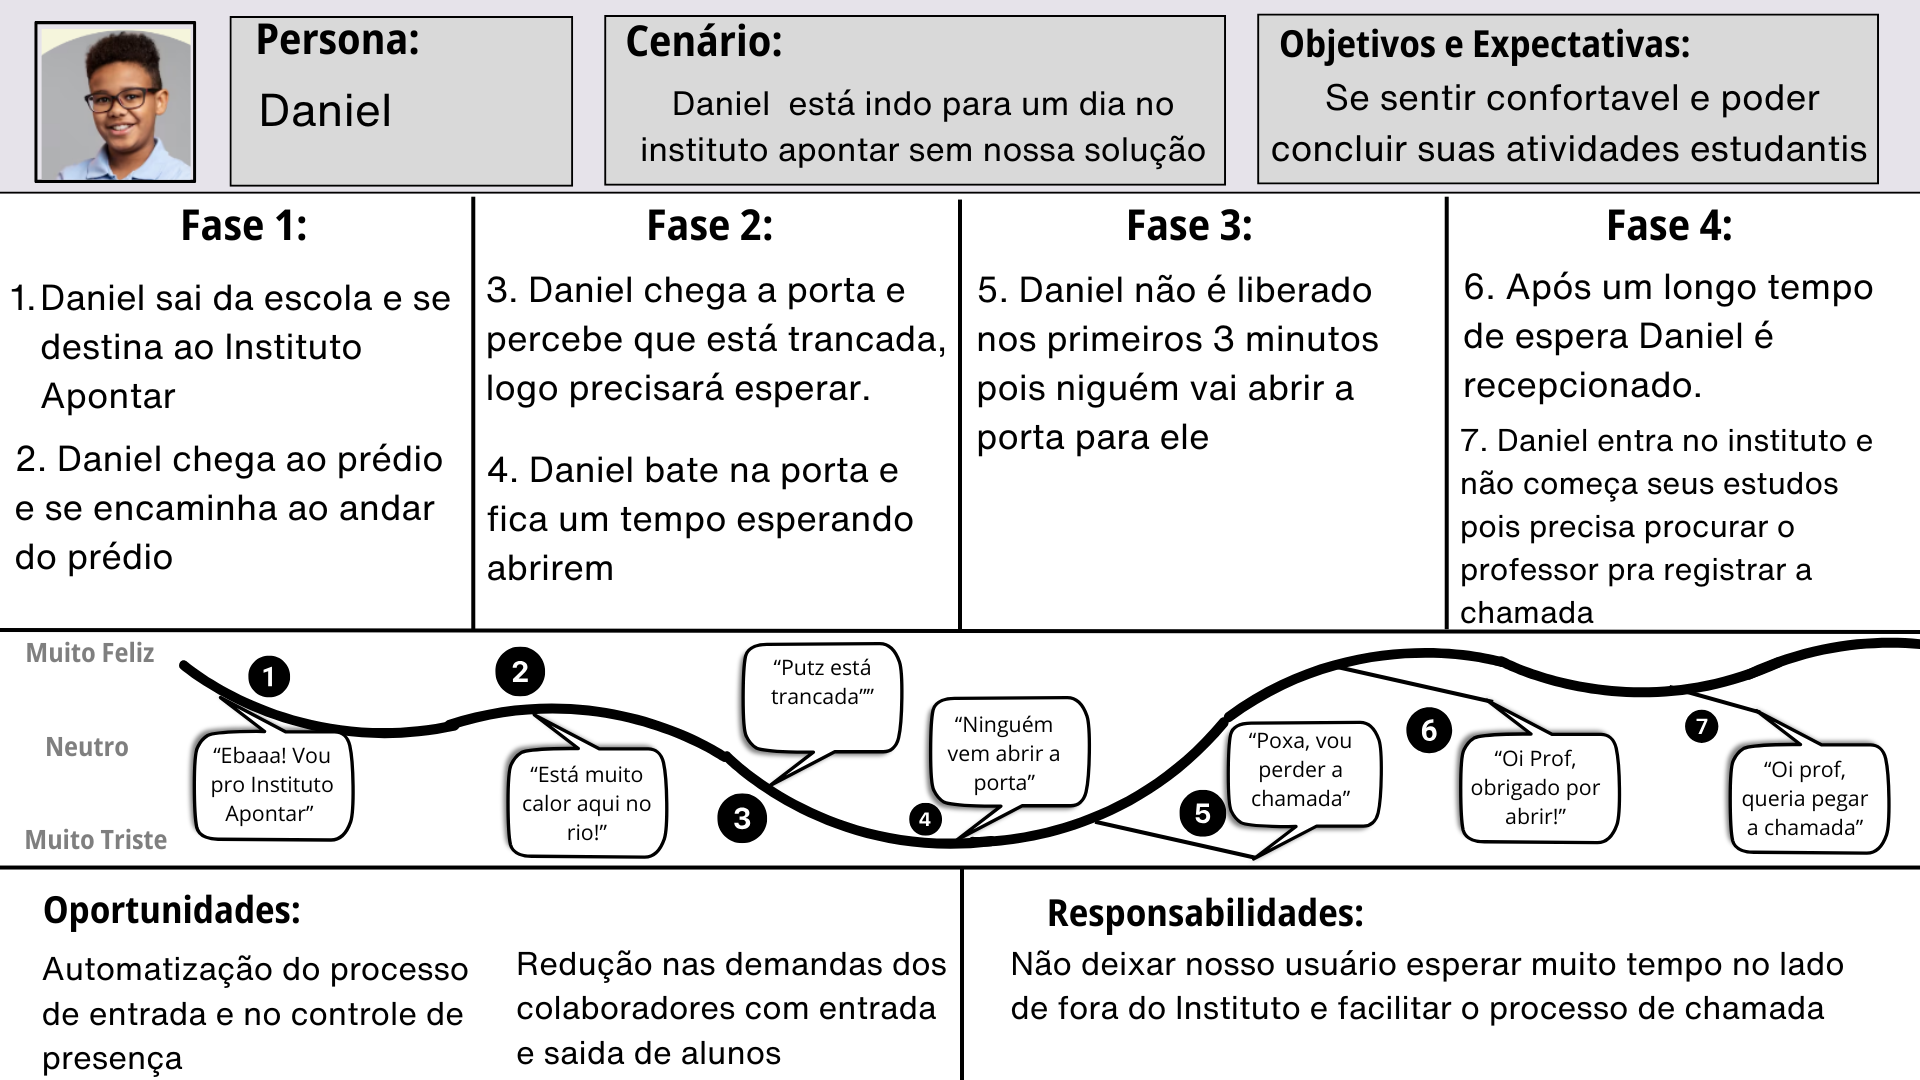 Persona:
Daniel
Cenário:
Daniel  está indo para um dia no
instituto apontar sem nossa solução
Objetivos e Expectativas:
Se sentir confortavel e poder
concluir suas atividades estudantis
Fase 1:
1. Daniel sai da escola e se
destina ao Instituto
Apontar
2. Daniel chega ao prédio
e se encaminha ao andar
do prédio
Fase 2:
3. Daniel chega a porta e
percebe que está trancada,
logo precisará esperar.
4. Daniel bate na porta e
fica um tempo esperando
abrirem
Fase 3:
5. Daniel não é liberado
nos primeiros 3 minutos
pois niguém vai abrir a
porta para ele
Fase 4:
6. Após um longo tempo
de espera Daniel é
recepcionado.
7. Daniel entra no instituto e
não começa seus estudos
pois precisa procurar o
professor pra registrar a
chamada
Muito Feliz
Neutro
Muito Triste
1
“Ebaaa! Vou
pro Instituto
Apontar”
2
“Está muito
calor aqui no
rio!”
“Putz está
trancada””
3
“Ninguém
vem abrir a
porta”
4
“Poxa, vou
perder a
chamada”
5
6
“Oi Prof,
obrigado por
abrir!”
7
“Oi prof,
queria pegar
a chamada”
Oportunidades:
Automatização do processo
de entrada e no controle de
presença
Redução nas demandas dos
colaboradores com entrada
e saida de alunos
Responsabilidades:
Não deixar nosso usuário esperar muito tempo no lado
de fora do Instituto e facilitar o processo de chamada